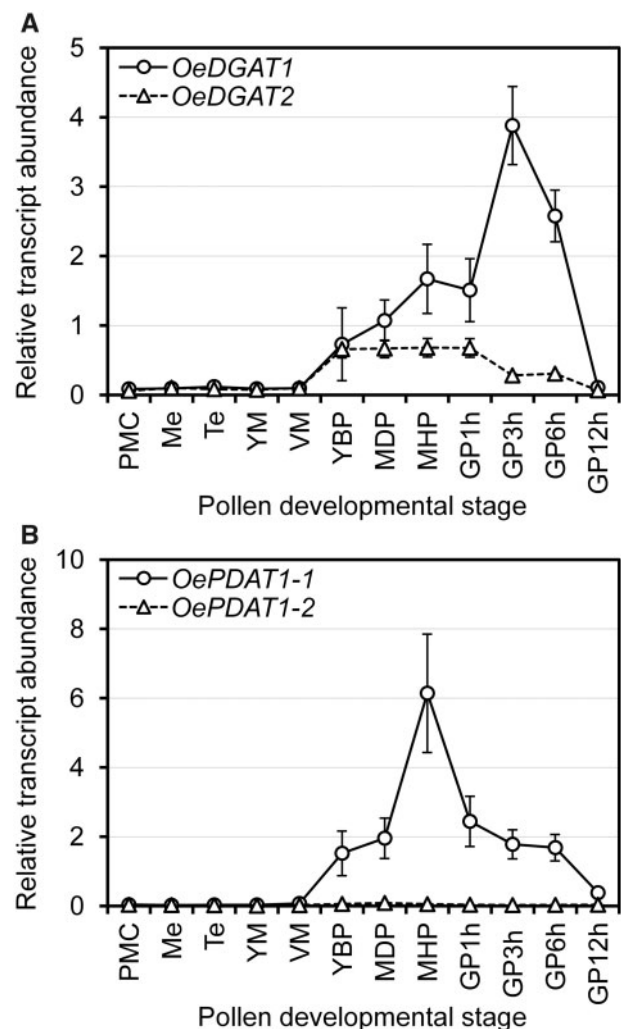 A
OeDGAT1
OeDGAT2
Relative transcript abundance
5
4
3
2
1
0
PMC
Me
Te
YM
VM
YBP
MDP
MHP
GP1h
GP3h
GP6h
GP12h
Pollen developmental stage
B
OePDAT1-1
OePDAT1-2
Relative transcript abundance
10
8
6
4
2
0
PMC
Me
Te
YM
VM
YBP
MDP
MHP
GP1h
GP3h
GP6h
GP12h
Pollen developmental stage